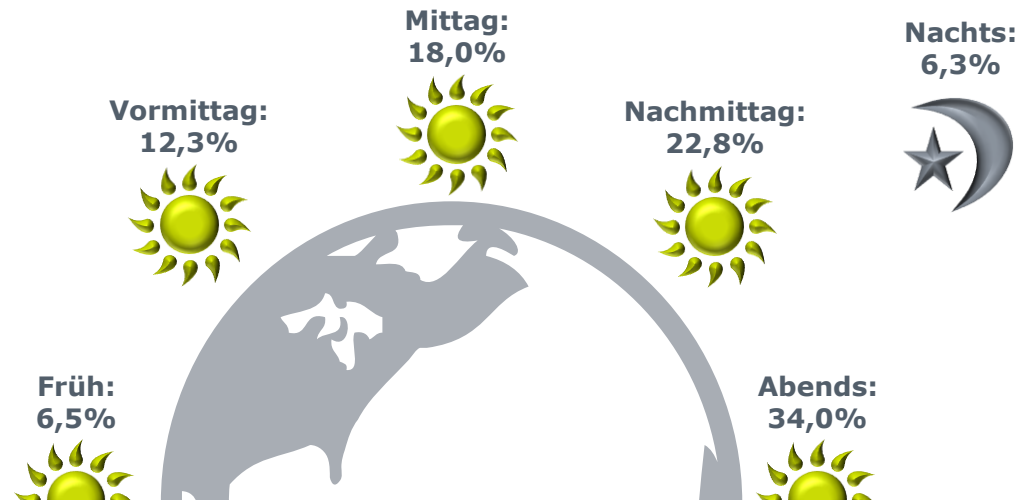 Mittag:
18,0%
Nachts:
6,3%
Vormittag:
12,3%
Nachmittag:
22,8%
Früh:
6,5%
Abends:
34,0%